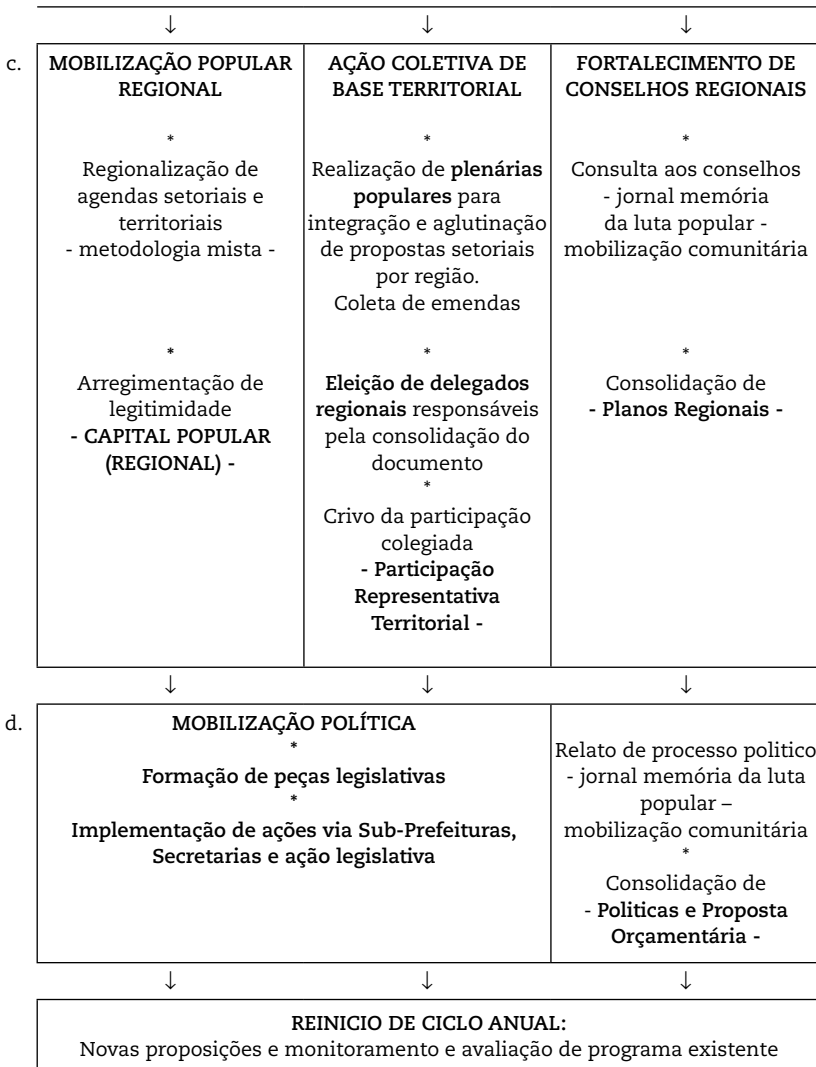 ↓ ↓ ↓
c.
MOBILIZAÇÃO POPULAR
REGIONAL
*
Regionalização de
agendas setoriais e
territoriais
- metodologia mista -
*
Arregimentação de
legitimidade
- CAPITAL POPULAR
(REGIONAL) -
AÇÃO COLETIVA DE
BASE TERRITORIAL
*
Realização de plenárias
populares para
integração e aglutinação
de propostas setoriais
por região.
Coleta de emendas
*
Eleição de delegados
regionais responsáveis
pela consolidação do
documento
*
Crivo da participação
colegiada
- Participação
Representativa
Territorial -
FORTALECIMENTO DE
CONSELHOS REGIONAIS
*
Consulta aos conselhos
- jornal memória
da luta popular -
mobilização comunitária
*
Consolidação de
- Planos Regionais -
↓ ↓ ↓
d.
MOBILIZAÇÃO POLÍTICA
*
Formação de peças legislativas
*
Implementação de ações via Sub-Prefeituras,
Secretarias e ação legislativa
Relato de processo politico
- jornal memória da luta
popular –
mobilização comunitária
*
Consolidação de
- Politicas e Proposta
Orçamentária -
↓ ↓ ↓
REINICIO DE CICLO ANUAL:
Novas proposições e monitoramento e avaliação de programa existente